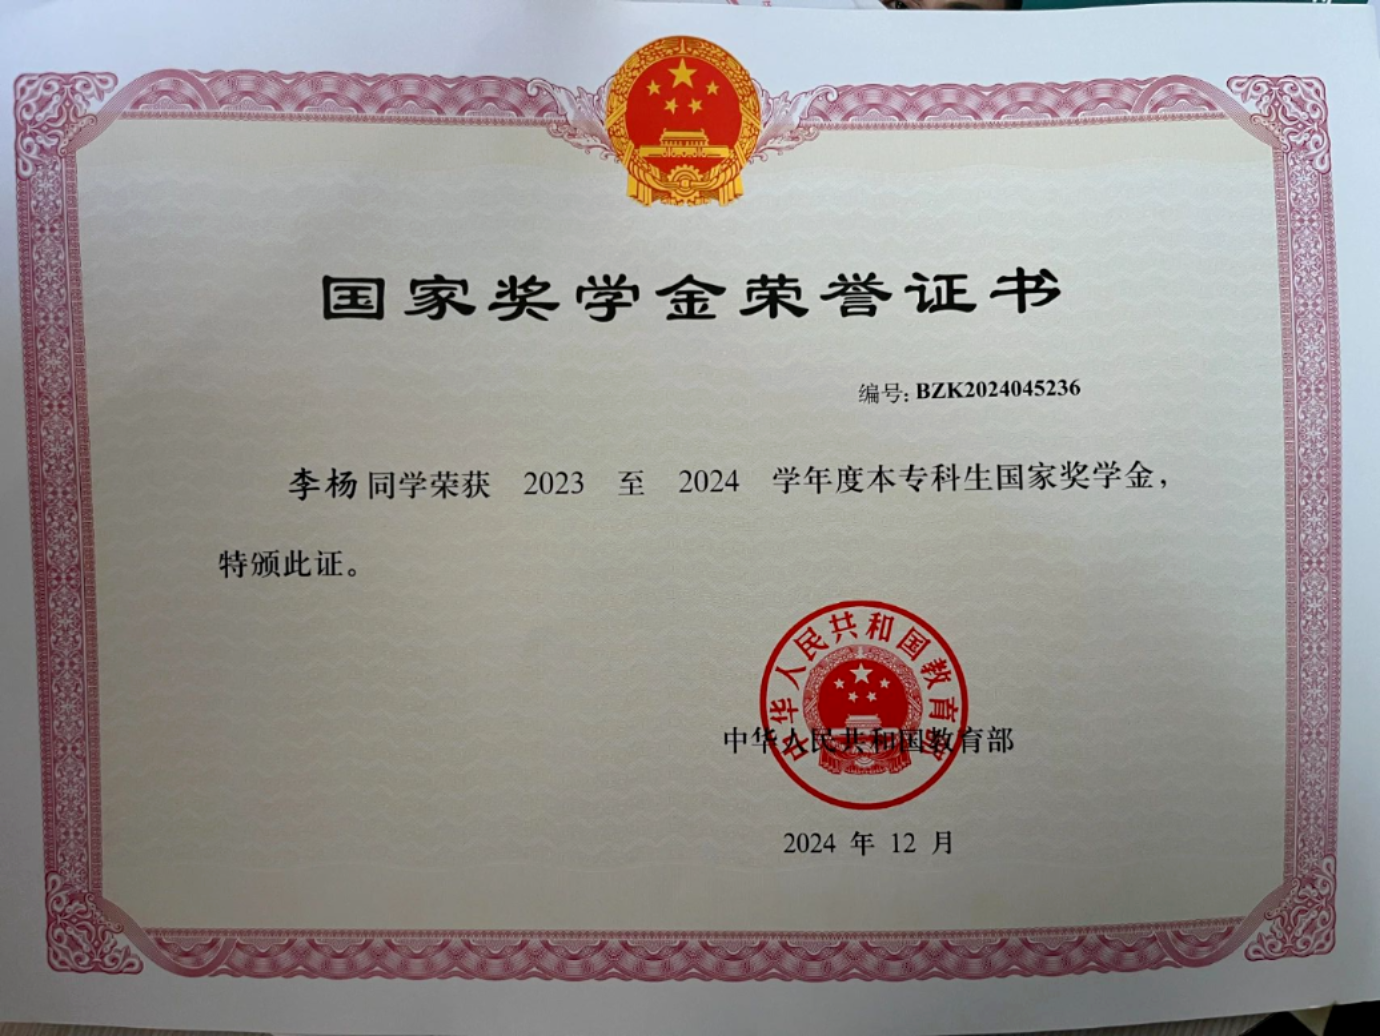 国家奖学金荣誉证书
编号: BZK2024045236
李杨同学荣获 2023 至 2024 学年度本专科生国家奖学金，
特颁此证。
中华人民共和国教育部
中华人民共和国教育部
2024 年 12 月